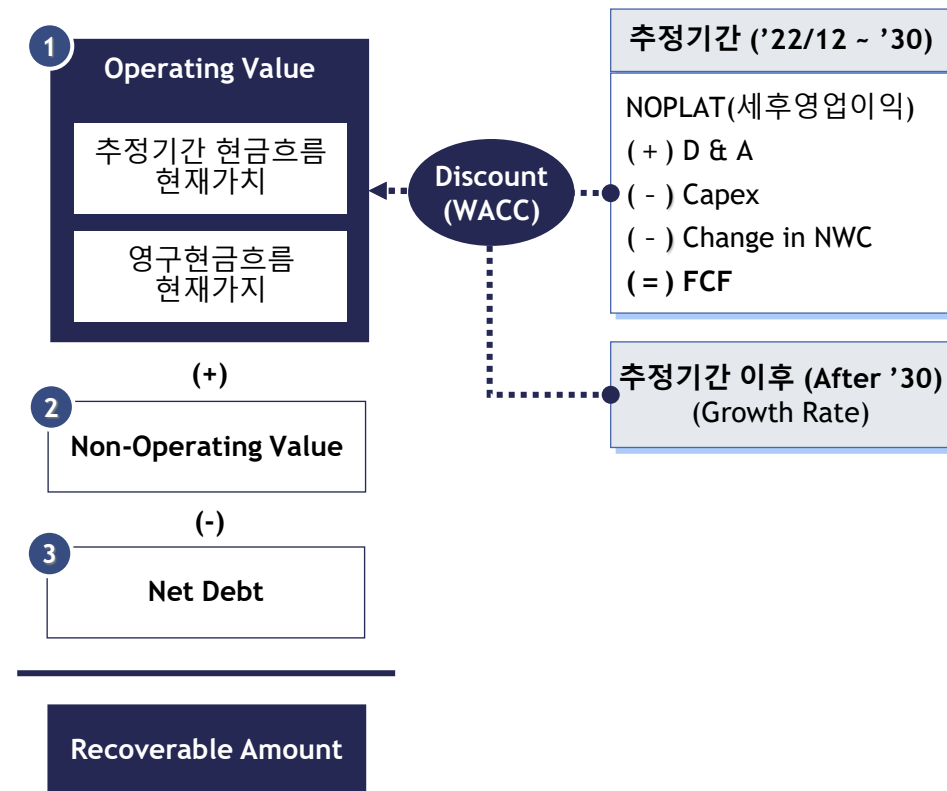 1
Operating Value
추정기간 현금흐름
현재가치
영구현금흐름
현재가지
(+)
2
Non-Operating Value
(-)
3
Net Debt
Recoverable Amount
Discount
(WACC)
추정기간 (’22/12 ~ ’30)
NOPLAT(세후영업이익)
( + ) D & A
( - ) Capex
( - ) Change in NWC
( = ) FCF
추정기간 이후 (After ’30)
(Growth Rate)